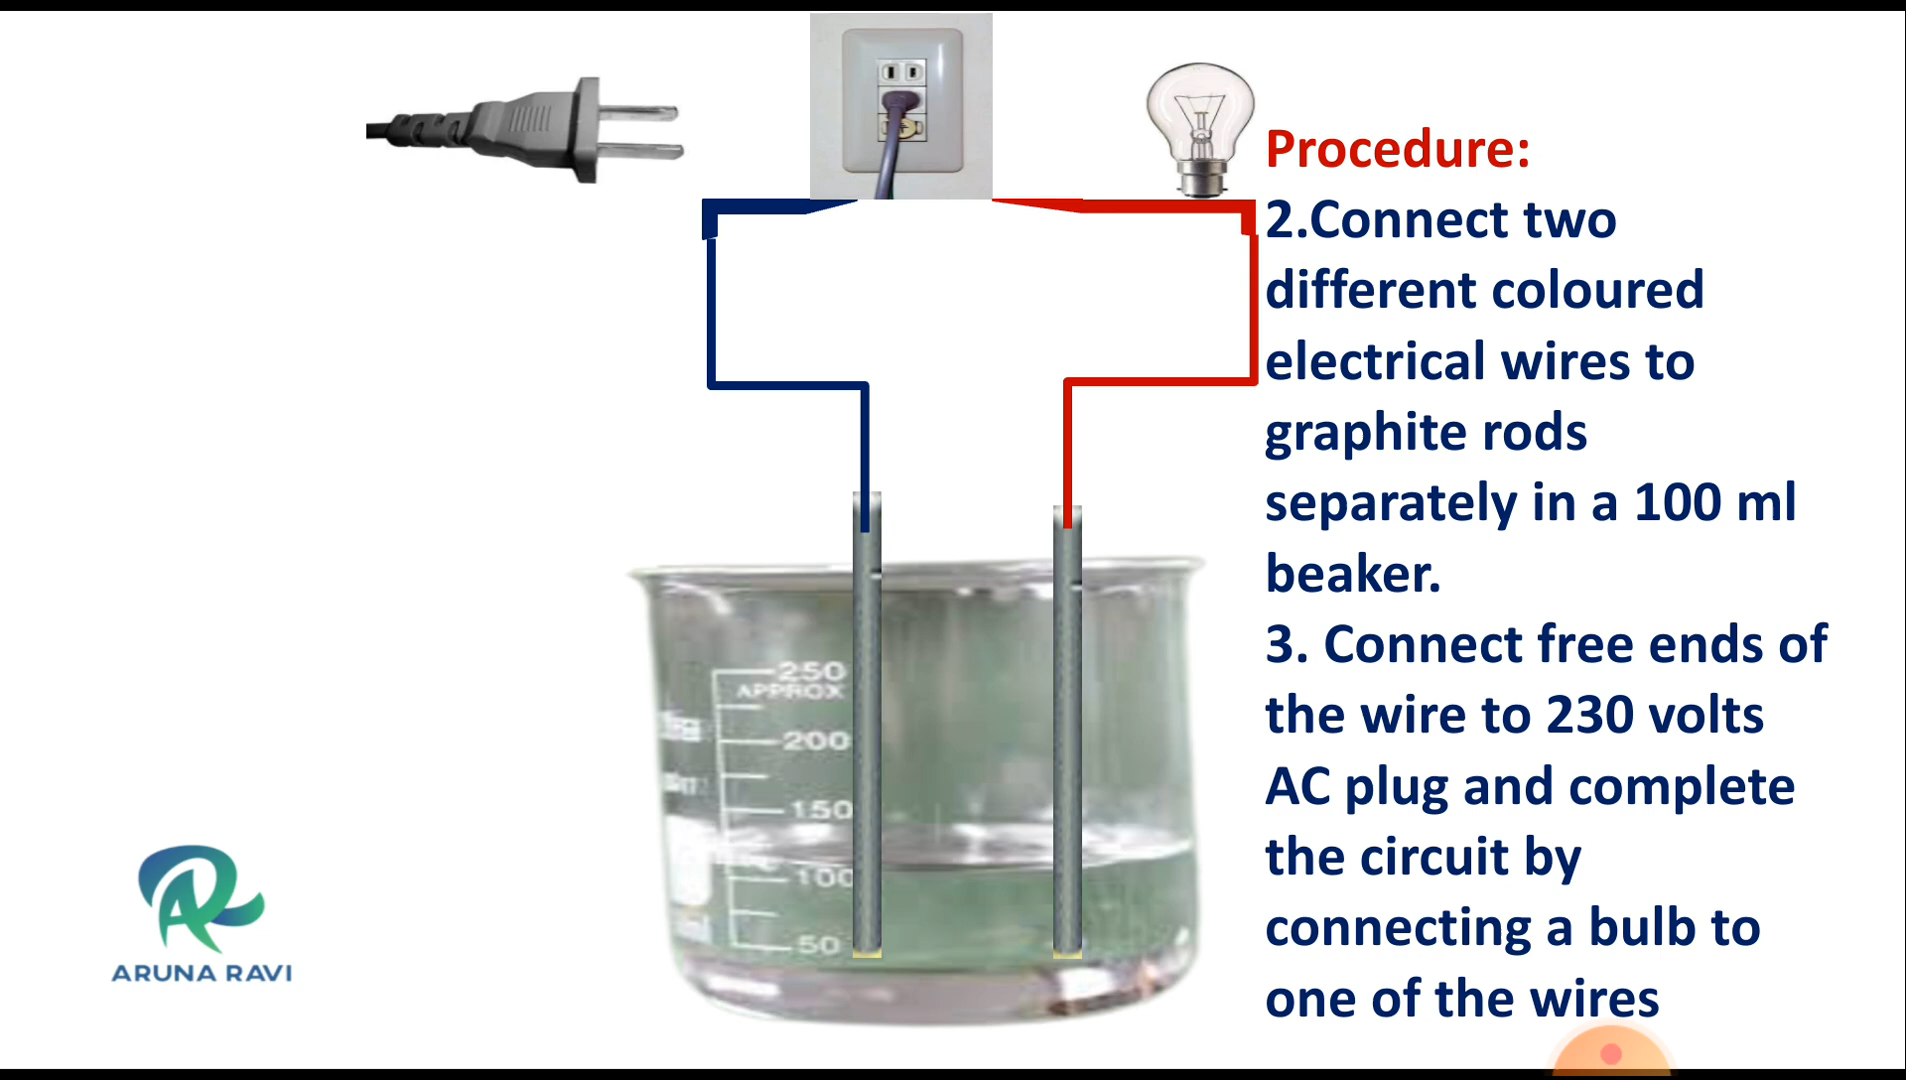 Procedure:
2.Connect two
different coloured
electrical wires to
graphite rods
separately in a 100 ml
beaker.
3. Connect free ends of
the wire to 230 volts
AC plug and complete
the circuit by
connecting a bulb to
one of the wires
250
APPROX
200
150
100
50
ARUNA RAVI